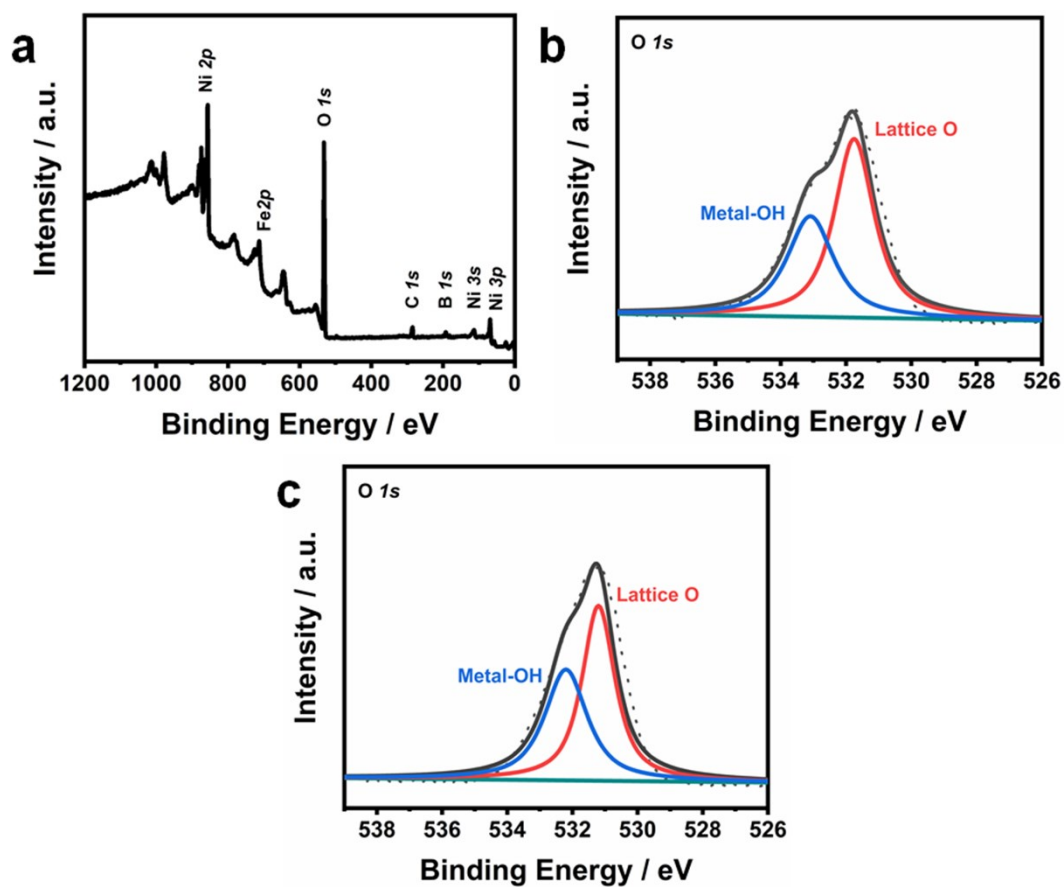 a
Intensity / a.u.
Ni 2p
Fe2p
O 1s
C 1s
B 1s
Ni 3s
Ni 3p
1200 1000 800 600 400 200 0
Binding Energy / eV
b
O 1s
Intensity / a.u.
Lattice O
Metal-OH
538 536 534 532 530 528 526
Binding Energy / eV
c
O 1s
Intensity / a.u.
Lattice O
Metal-OH
538 536 534 532 530 528 526
Binding Energy / eV